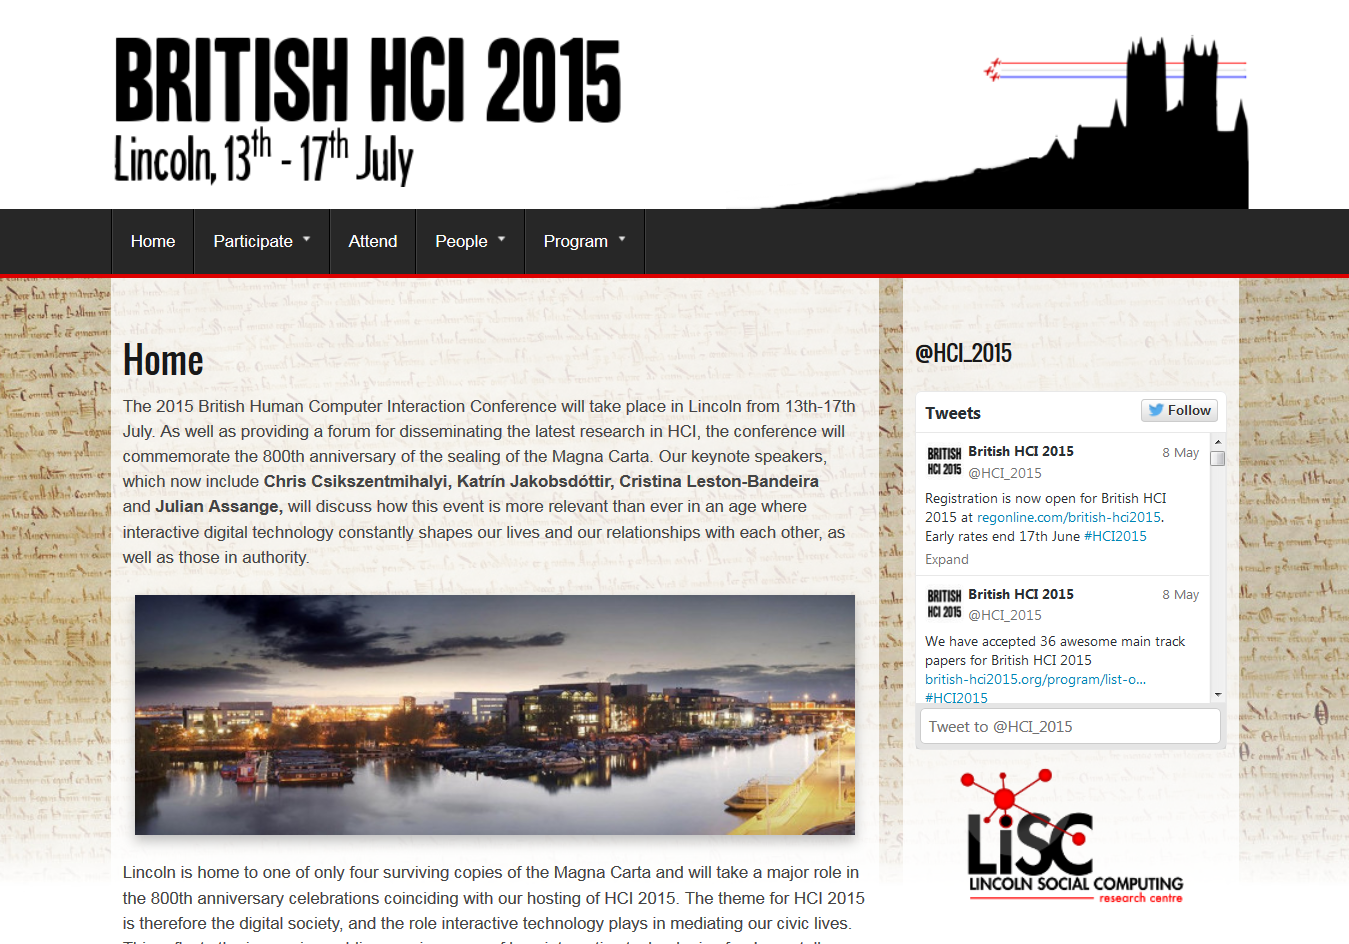 BRITISH HCI 2015
Lincoln, 13th - 17th July
Home
Participate
Attend
People
Program
Home
The 2015 British Human Computer Interaction Conference will take place in Lincoln from 13th-17th
July. As well as providing a forum for disseminating the latest research in HCI, the conference will
commemorate the 800th anniversary of the sealing of the Magna Carta. Our keynote speakers,
which now include Chris Csikszentmihalyi, Katrín Jakobsdóttir, Cristina Leston-Bandeira
and Julian Assange, will discuss how this event is more relevant than ever in an age where
interactive digital technology constantly shapes our lives and our relationships with each other, as
well as those in authority.
Lincoln is home to one of only four surviving copies of the Magna Carta and will take a major role in
the 800th anniversary celebrations coinciding with our hosting of HCI 2015. The theme for HCI 2015
is therefore the digital society, and the role interactive technology plays in mediating our civic lives.
@HCI_2015
Tweets
Follow
BRITISH
HCI 2015
British HCI 2015
8 May
@HCI_2015
Registration is now open for British HCI
2015 at regonline.com/british-hci2015.
Early rates end 17th June #HCI2015
Expand
BRITISH
HCI 2015
British HCI 2015
8 May
@HCI_2015
We have accepted 36 awesome main track
papers for British HCI 2015
british-hci2015.org/program/list-o...
#HCI2015
Tweet to @HCI_2015
LiSC
LINCOLN SOCIAL COMPUTING
research centre